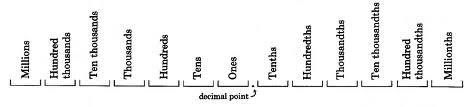 Millions
Hundred
thousands
Ten thousands
Thousands
Hundreds
Tens
Ones
.
Tenths
Hundredths
Thousandths
Ten thousandths
Hundred
thousandths
Millionths
decimal point